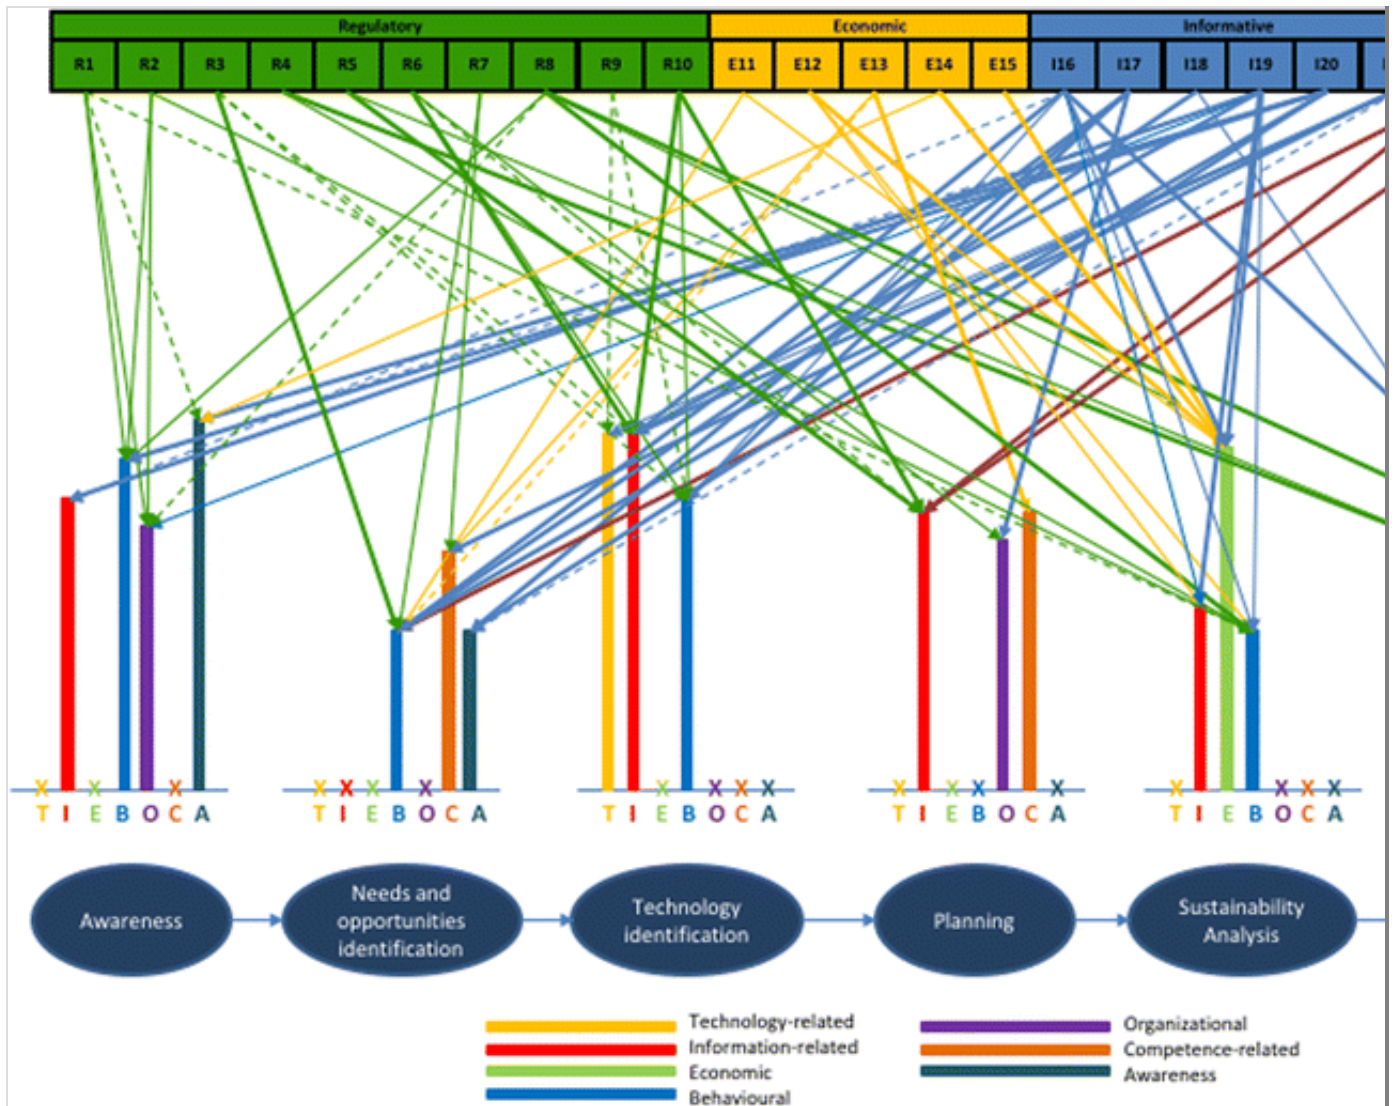 Regulatory Economic Informative
R1 R2 R3 R4 R5 R6 R7 R8 R9 R10 E11 E12 E13 E14 E15 I16 I17 I18 I19 I20
X X X X X X X X X X X X X X X X X X X X X X
T I E B O C A T I E B O C A T I E B O C A T I E B O C A T I E B O C A
Awareness
Needs and
opportunities
identification
Technology
identification
Planning
Sustainability
Analysis
Technology-related
Information-related
Economic
Behavioural
Organizational
Competence-related
Awareness